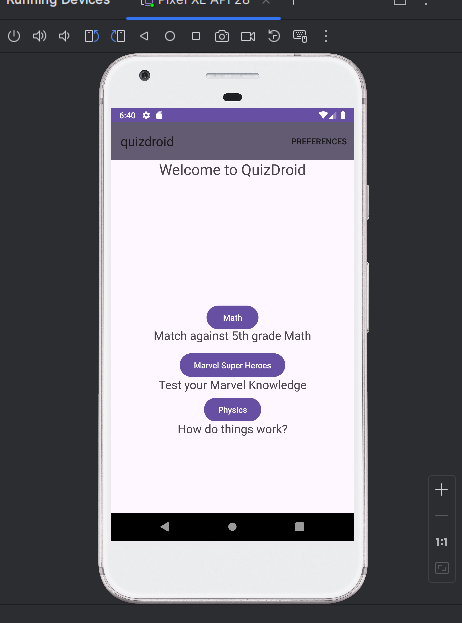 Running Devices
Pixel XL API 28
6:40
quizdroid
PREFERENCES
Welcome to QuizDroid
Math
Match against 5th grade Math
Marvel Super Heroes
Test your Marvel Knowledge
Physics
How do things work?
1:1